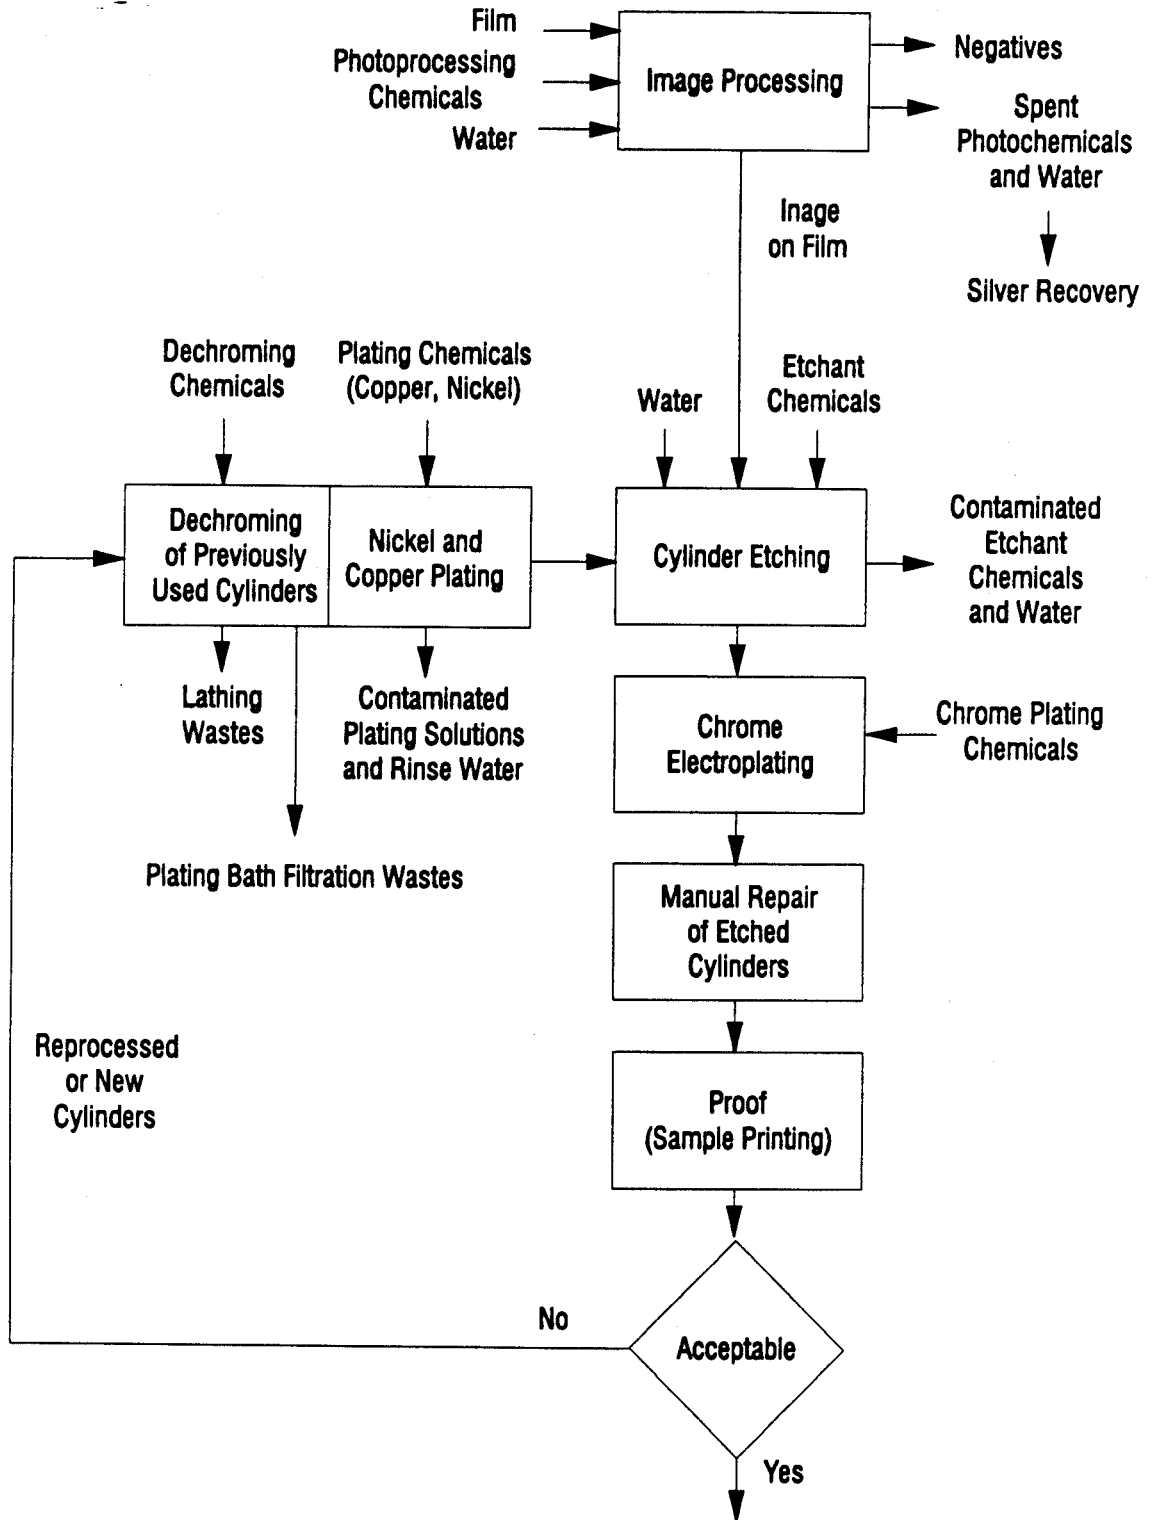 Film
Photoprocessing
Chemicals
Water
Image Processing
Negatives
Spent
Photochemicals
and Water
Silver Recovery
Inage
on Film
Dechroming
Chemicals
Plating Chemicals
(Copper, Nickel)
Water
Etchant
Chemicals
Dechroming
of Previously
Used Cylinders
Nickel and
Copper Plating
Cylinder Etching
Contaminated
Etchant
Chemicals
and Water
Lathing
Wastes
Contaminated
Plating Solutions
and Rinse Water
Plating Bath Filtration Wastes
Chrome
Electroplating
Chrome Plating
Chemicals
Manual Repair
of Etched
Cylinders
Reprocessed
or New
Cylinders
Proof
(Sample Printing)
No
Acceptable
Yes